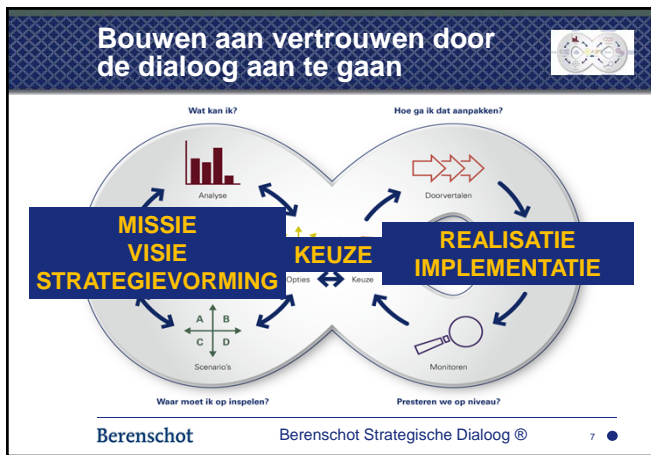 Bouwen aan vertrouwen door
de dialoog aan te gaan
Wat kan ik?
Hoe ga ik dat aanpakken?
Analyse
Doorvertalen
MISSIE
VISIE
STRATEGIEVORMING
KEUZE
REALISATIE
IMPLEMENTATIE
Opties
Keuze
A B
C D
Scenario's
Monitoren
Waar moet ik op inspelen?
Presteren we op niveau?
Berenschot
Berenschot Strategische Dialoog ®
7